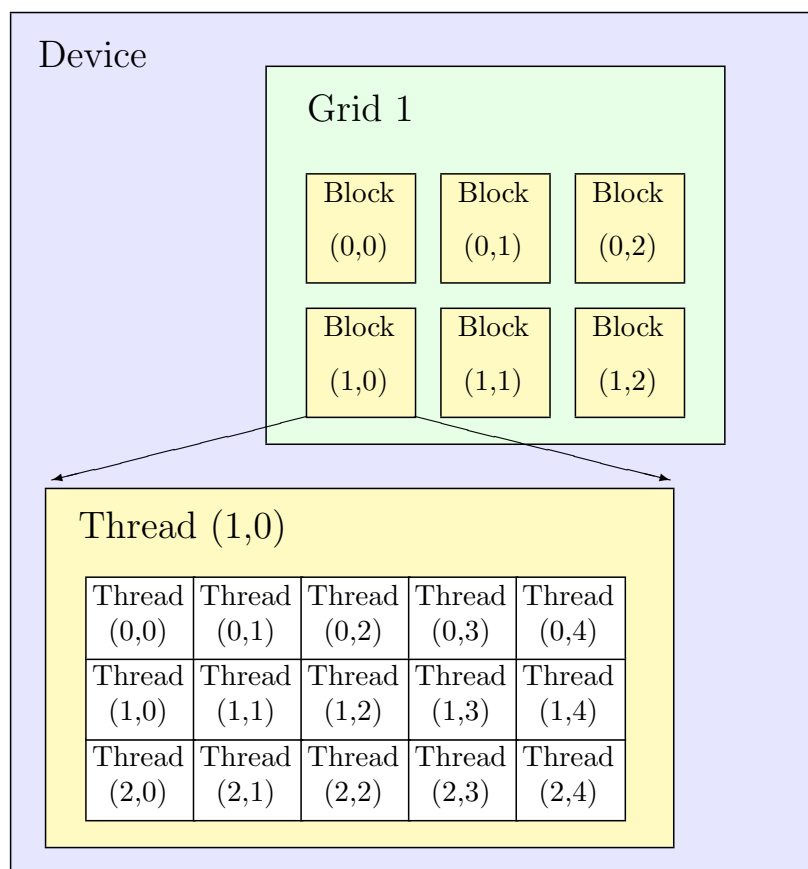 Device
Grid 1
Block Block Block
(0,0) (0,1) (0,2)
Block Block Block
(1,0) (1,1) (1,2)
Thread (1,0)
Thread Thread Thread Thread Thread
(0,0) (0,1) (0,2) (0,3) (0,4)
Thread Thread Thread Thread Thread
(1,0) (1,1) (1,2) (1,3) (1,4)
Thread Thread Thread Thread Thread
(2,0) (2,1) (2,2) (2,3) (2,4)